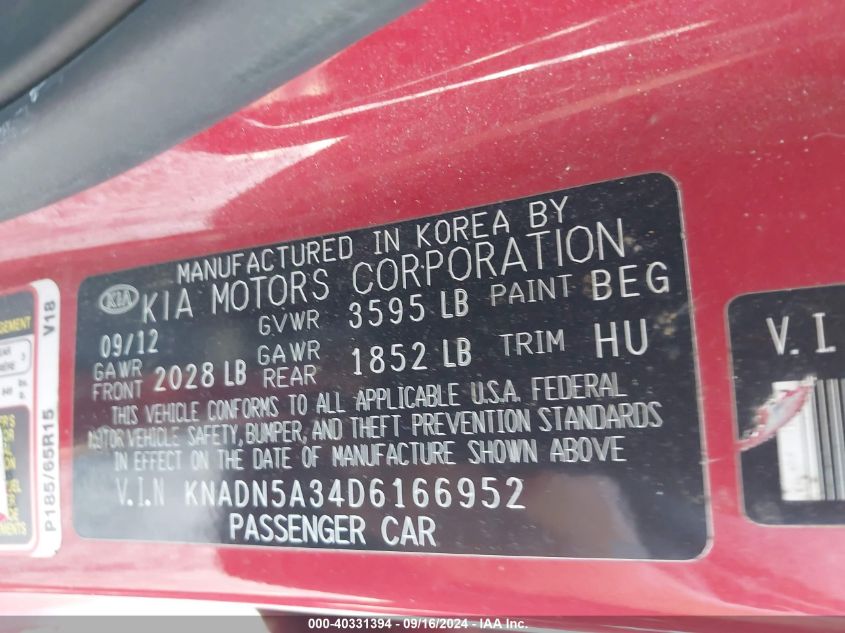 MANUFACTURED IN KOREA BY
KIA KIA MOTORS CORPORATION
09/12 GVWR 3595 LB PAINT BEG
GAWR FRONT 2028 LB GAWR REAR 1852 LB TRIM HU
THIS VEHICLE CONFORMS TO ALL APPLICABLE U.S.A. FEDERAL
MOTOR VEHICLE SAFETY, BUMPER, AND THEFT PREVENTION STANDARDS
IN EFFECT ON THE DATE OF MANUFACTURE SHOWN ABOVE
V.I.N KNADN5A34D6166952
PASSENGER CAR
P185/65R15 V18
V.I
000-40331394 - 09/16/2024 - WWW.IAAI.COM